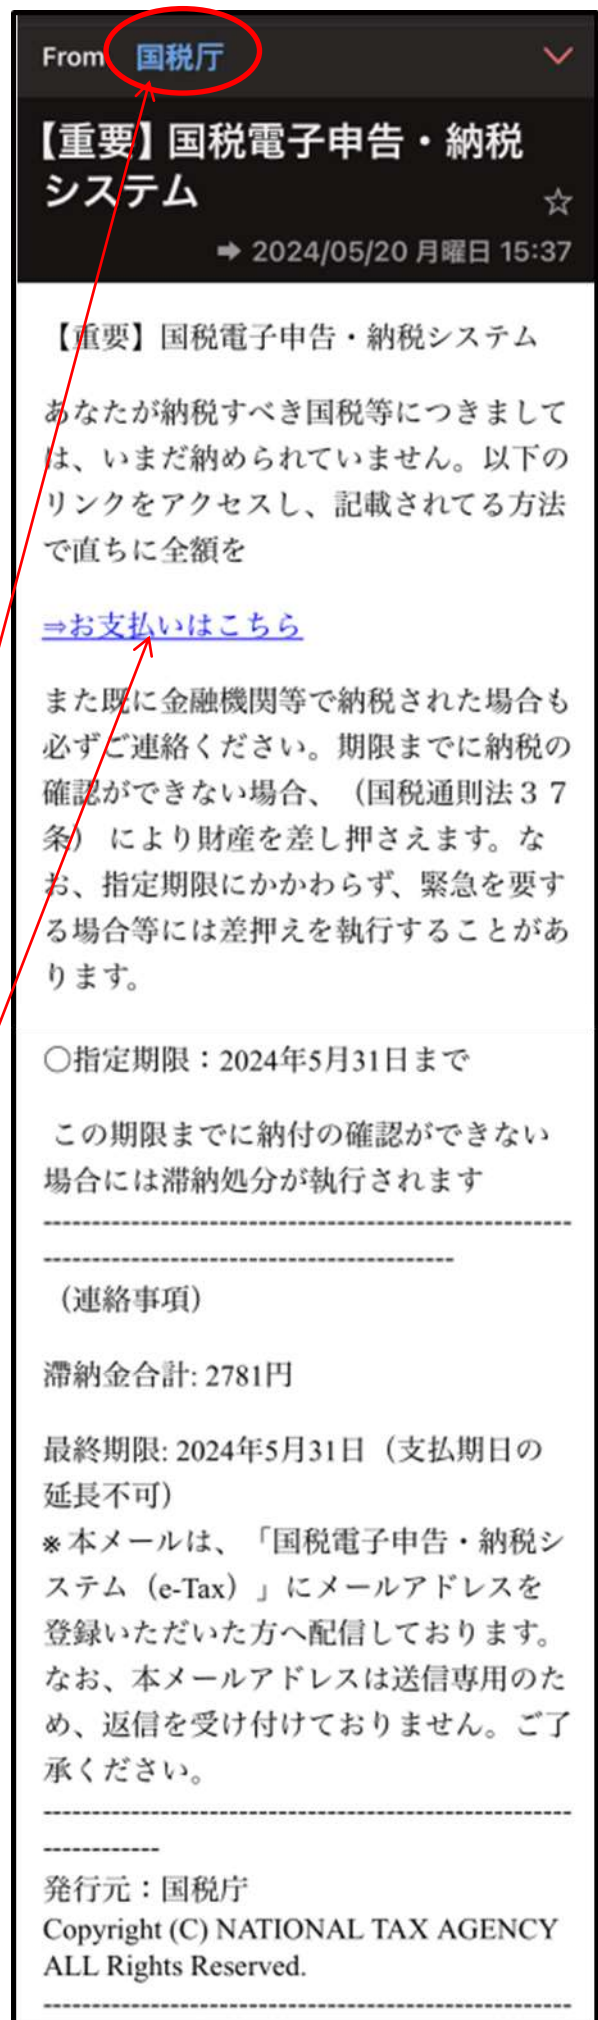 From 国税庁
【重要】国税電子申告・納税
システム
➡ 2024/05/20 月曜日 15:37
【重要】国税電子申告・納税システム
あなたが納税すべき国税等につきまして
は、いまだ納められていません。以下の
リンクをアクセスし、記載されてる方法
で直ちに全額を
⇒お支払いはこちら
また既に金融機関等で納税された場合も
必ずご連絡ください。期限までに納税の
確認ができない場合、（国税通則法３７
条） により財産を差し押さえます。な
お、指定期限にかかわらず、緊急を要す
る場合等には差押えを執行することがあ
ります。
〇指定期限：2024年5月31日まで
この期限までに納付の確認ができない
場合には滞納処分が執行されます
-----------------------------------------------------
-----------------------------------------
（連絡事項）
滯納金合計: 2781円
最終期限: 2024年5月31日（支払期日の
延長不可）
※ 本メールは、「国税電子申告・納税シ
ステム（e-Tax）」にメールアドレスを
登録いただいた方へ配信しております。
なお、本メールアドレスは送信専用のた
め、返信を受け付けておりません。ご了
承ください。
-----------------------------------------------------
------------
発行元：国税庁
Copyright (C) NATIONAL TAX AGENCY
ALL Rights Reserved.
-----------------------------------------------------